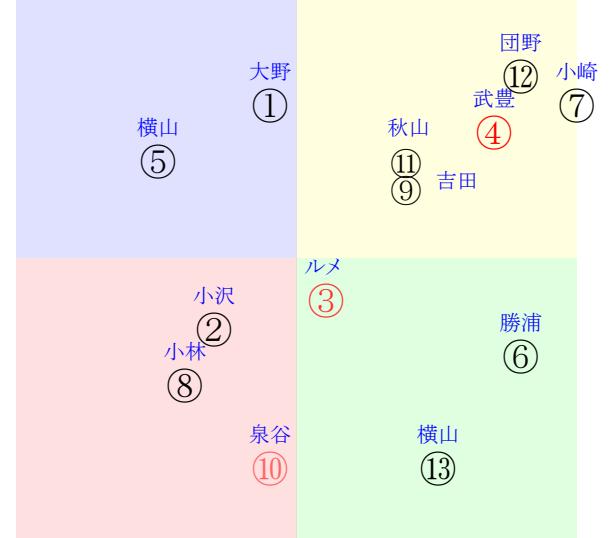 団野
⑫
大野
①
小崎
⑦
武豊
④
横山
⑤
秋山
⑪
⑨
吉田
ルメ
③
小沢
②
勝浦
⑥
小林
⑧
泉谷
⑩
横山
⑬